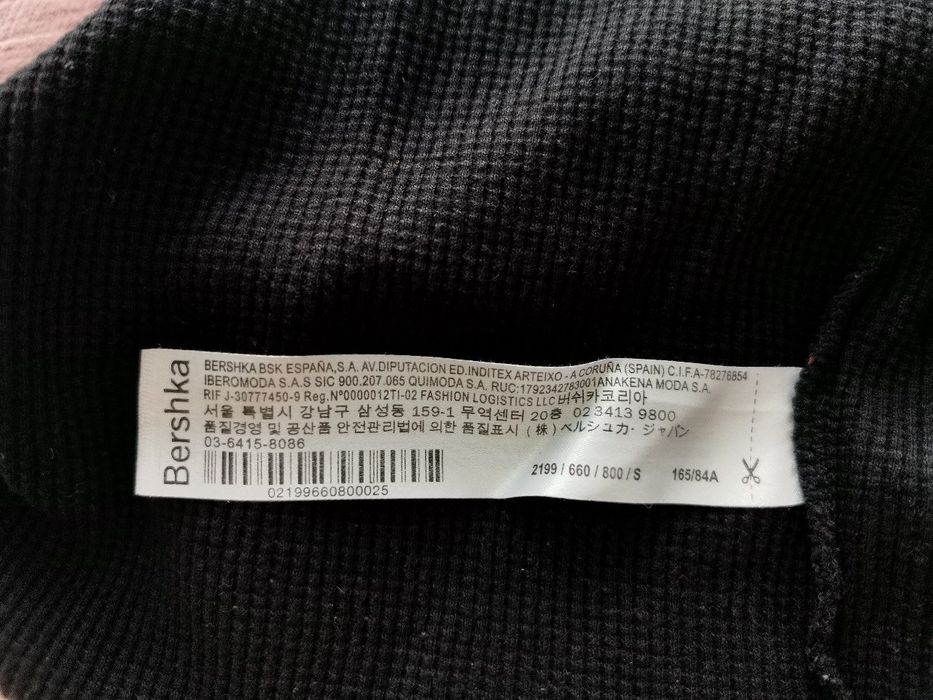 Bershka
BERSHKA BSK ESPAÑA,S.A. AV.DIPUTACION ED.INDITEX ARTEIXO - A CORUÑA (SPAIN) C.I.F.A-78276854
IBEROMODA S.A.S SIC 900.207.065 QUIMODA S.A. RUC:1792342783001ANAKENA MODA S.A.
RIF J-30777450-9 Reg.Nº0000012TI-02 FASHION LOGISTICS LLC버쉬카코리아
서울 특별시 강남구 삼성동 159-1 무역센터 20층 02 3413 9800
품질경영 및 공산품 안전관리법에 의한 품질표시 (株) ベルシュカ・ジャパン
03-6415-8086
02199660800025
2199 / 660 / 800 / S 165/84A